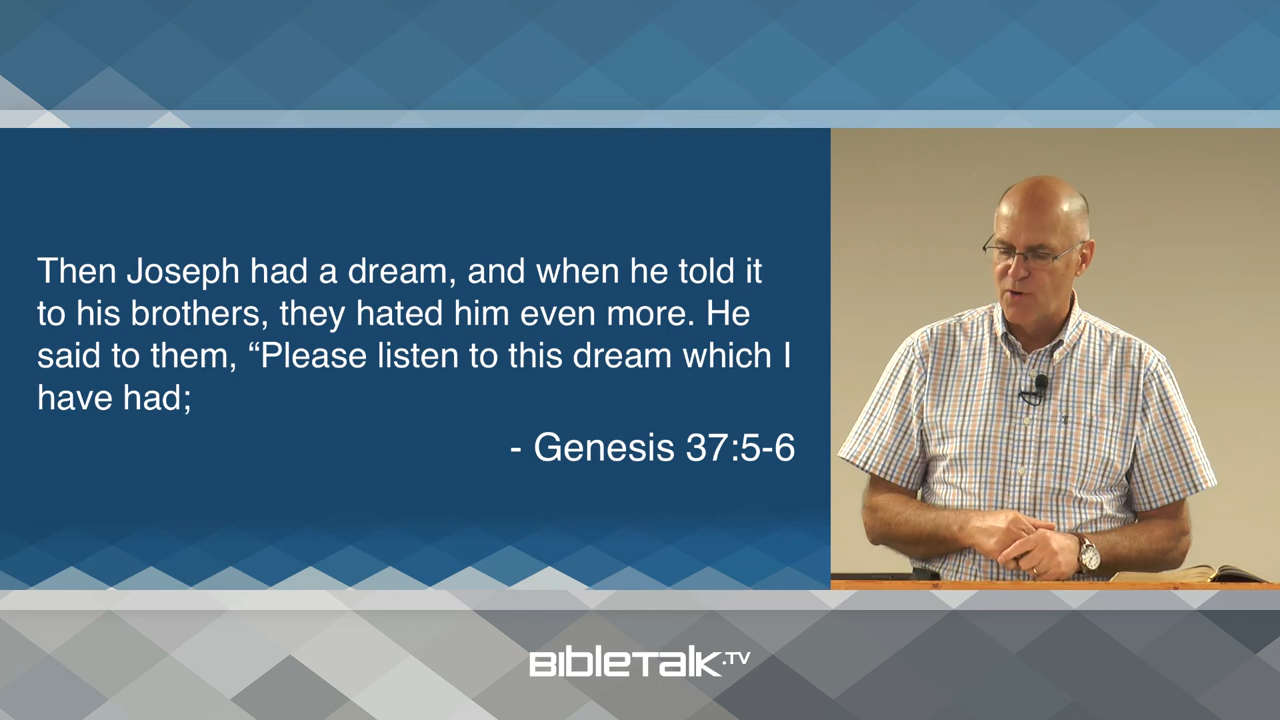 Then Joseph had a dream, and when he told it
to his brothers, they hated him even more. He
said to them, “Please listen to this dream which I
have had;
- Genesis 37:5-6
BibleTalk.TV